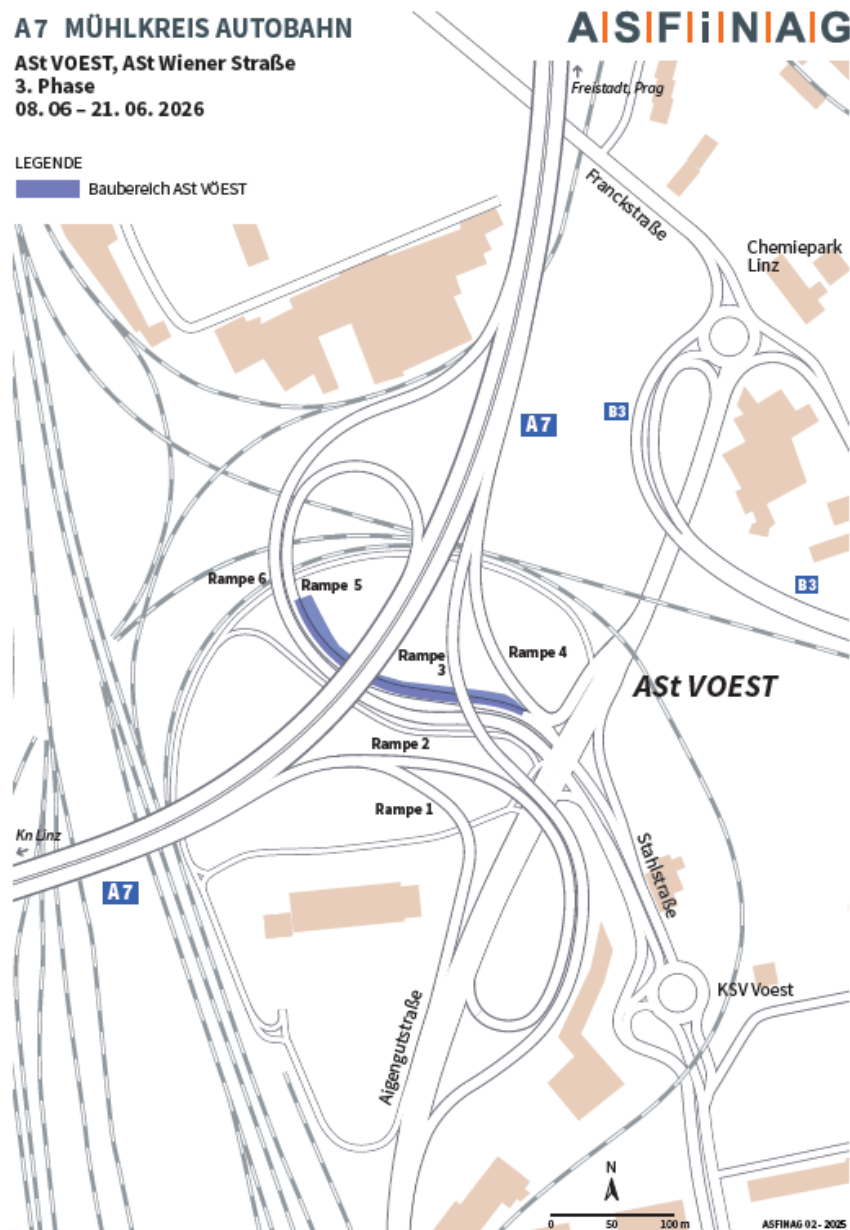 A7 MÜHLKREIS AUTOBAHN
A|S|F|i|N|A|G
ASt VOEST, ASt Wiener Straße
3. Phase
08. 06 – 21. 06. 2026
LEGENDE
Baubereich ASt VÖEST
Freistadt, Prag
Franckstraße
Chemiepark
Linz
B3
A7
Rampe 6
Rampe 5
B3
Rampe
3
Rampe 4
ASt VOEST
Rampe 2
Rampe 1
Kn Linz
A7
Stahlstraße
KSV Voest
Aigengutstraße
N
0 50 100 m
ASFINAG 02 - 2025